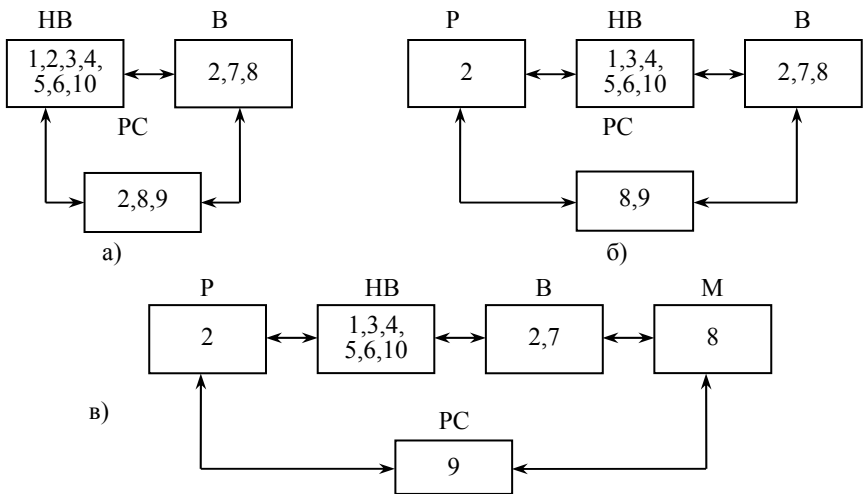 НВ В
1,2,3,4,
5,6,10
2,7,8
РС
2,8,9
а)
Р НВ В
2
1,3,4,
5,6,10
2,7,8
РС
8,9
б)
Р НВ В М
2
1,3,4,
5,6,10
2,7
8
в)
РС
9